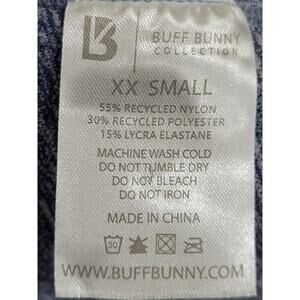 BUFF BUNNY
COLLECTION
XX SMALL
55% RECYCLED NYLON
30% RECYCLED POLYESTER
15% LYCRA ELASTANE
MACHINE WASH COLD
DO NOT TUMBLE DRY
DO NOT BLEACH
DO NOT IRON
MADE IN CHINA
30
WWW.BUFFBUNNY.COM